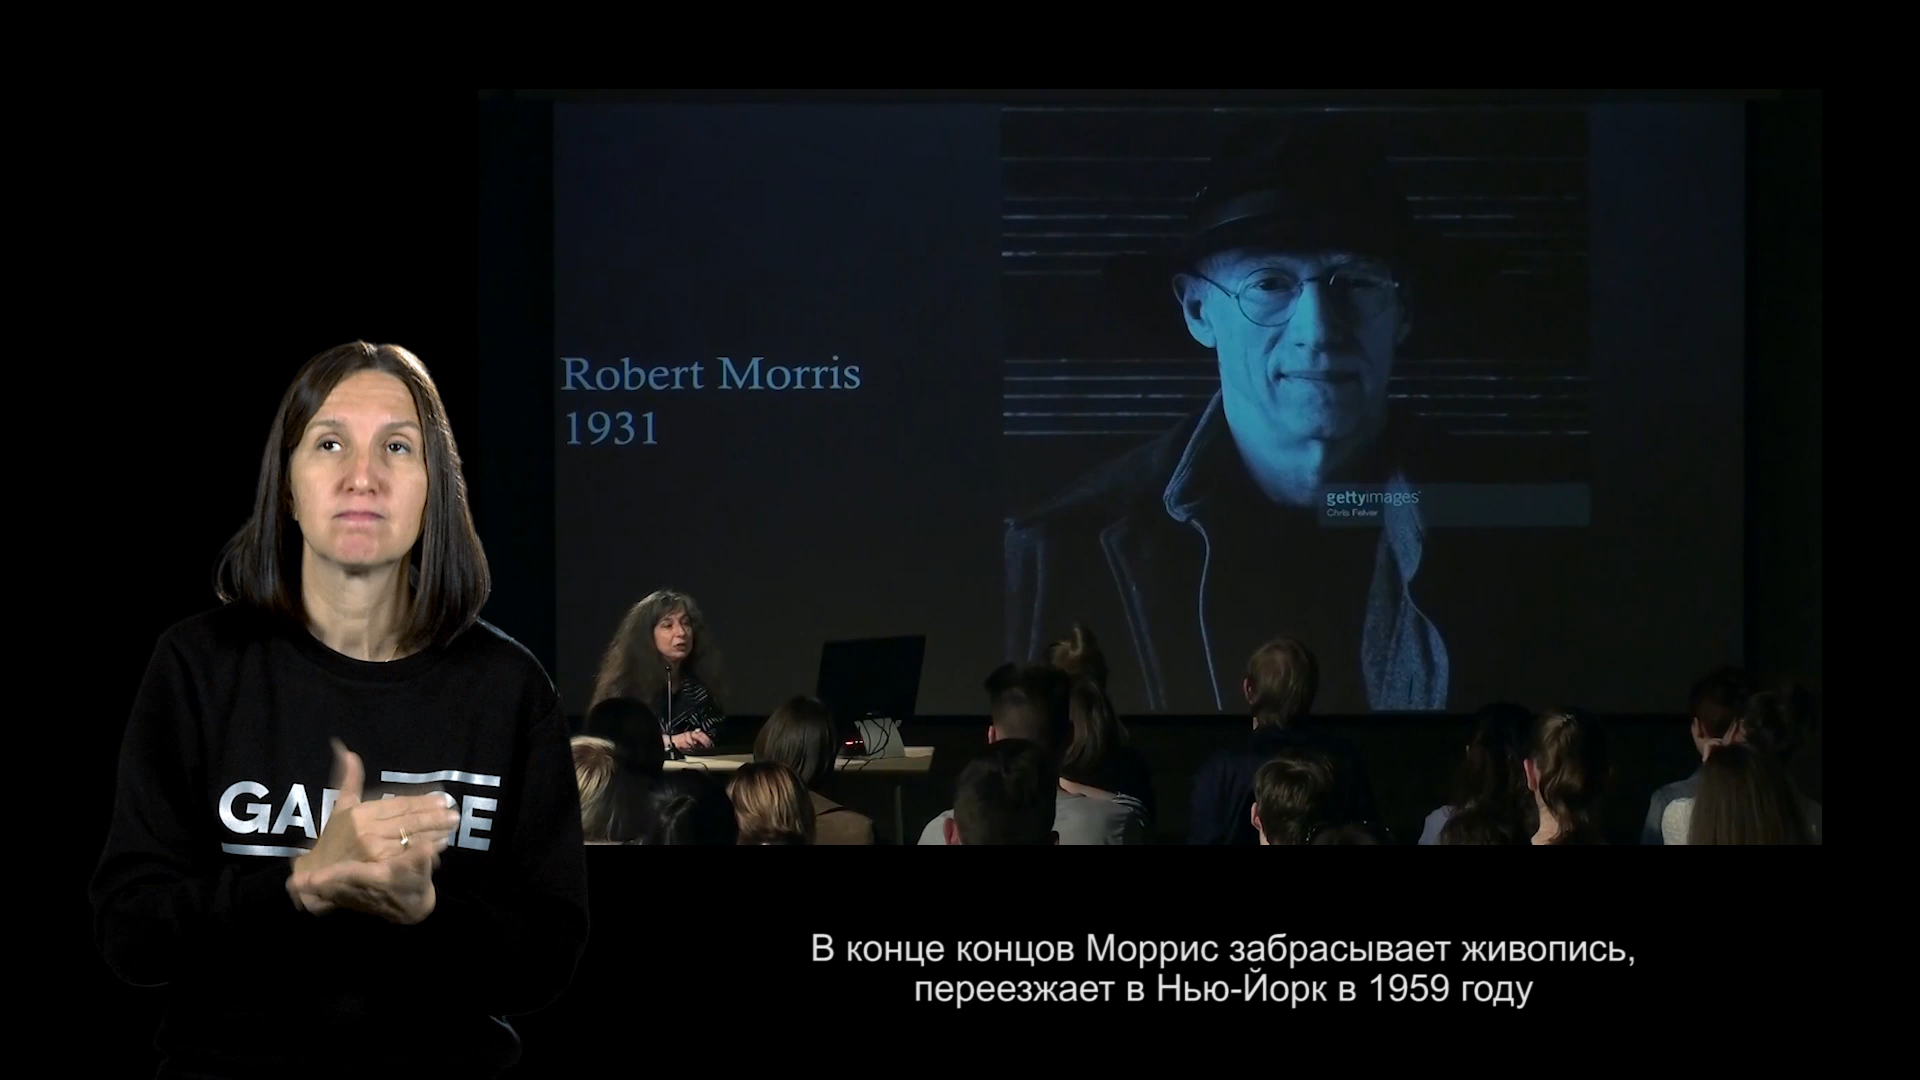 Robert Morris
1931
gettyimages
Chris Felver
GARAGE
В конце концов Моррис забрасывает живопись,
переезжает в Нью-Йорк в 1959 году